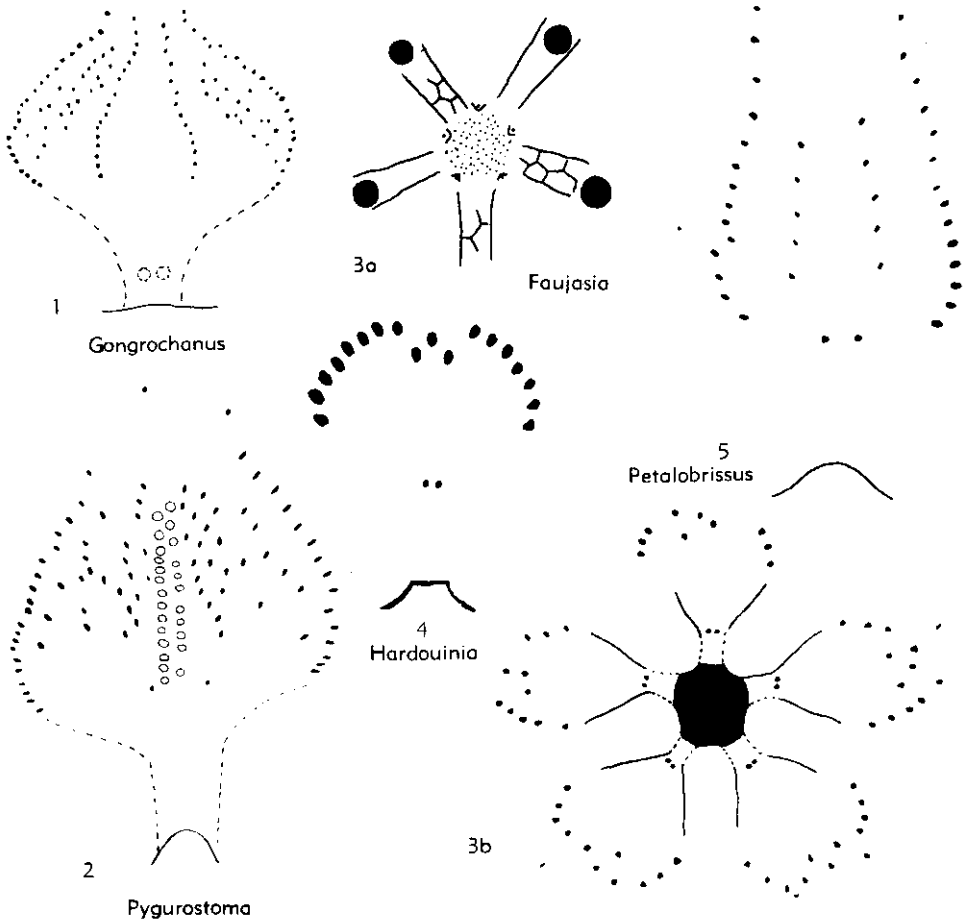 1
Gongrochanus
3a
Faujasia
5
Petalobrissus
4
Hardouinia
2
Pygurostoma
3b